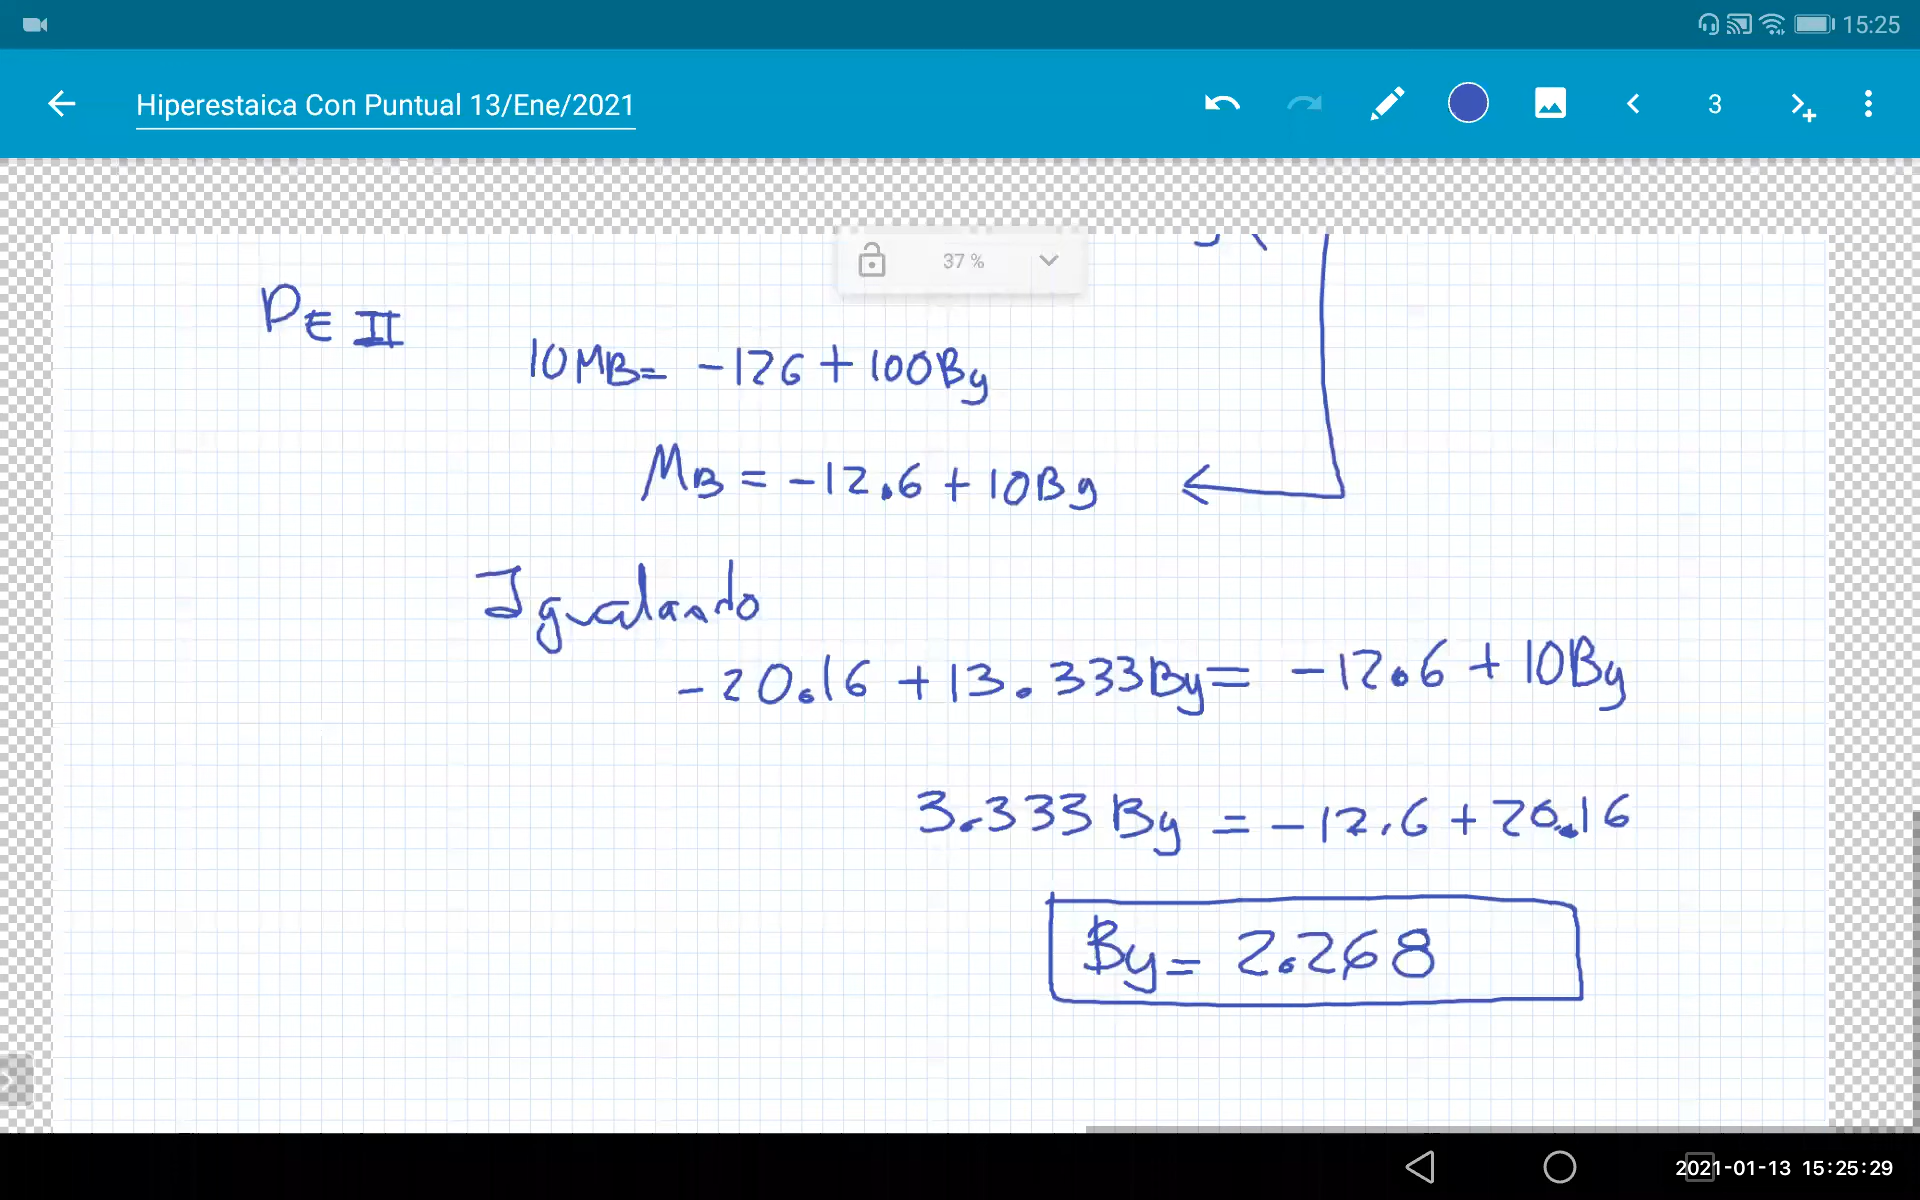 15:25
Hiperestaica Con Puntual 13/Ene/2021
3
37 %
DE II
10MB= -126 + 100By
MB = -12.6 + 10By
Igualando
-20.16 + 13.333By = -12.6 + 10By
3.333 By = -12.6 + 20.16
By = 2.268
2021-01-13 15:25:29